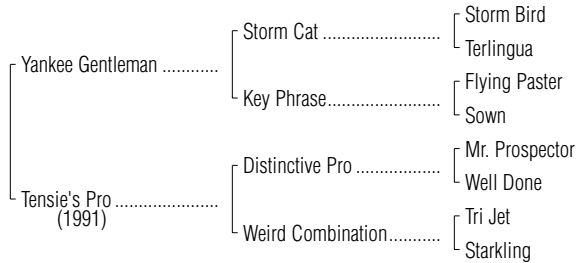 Storm Bird
Storm Cat ........................
Terlingua
Yankee Gentleman ............
Flying Paster
Key Phrase.......................
Sown
Mr. Prospector
Distinctive Pro .................
Well Done
Tensie's Pro ......................
(1991)
Tri Jet
Weird Combination...........
Starkling